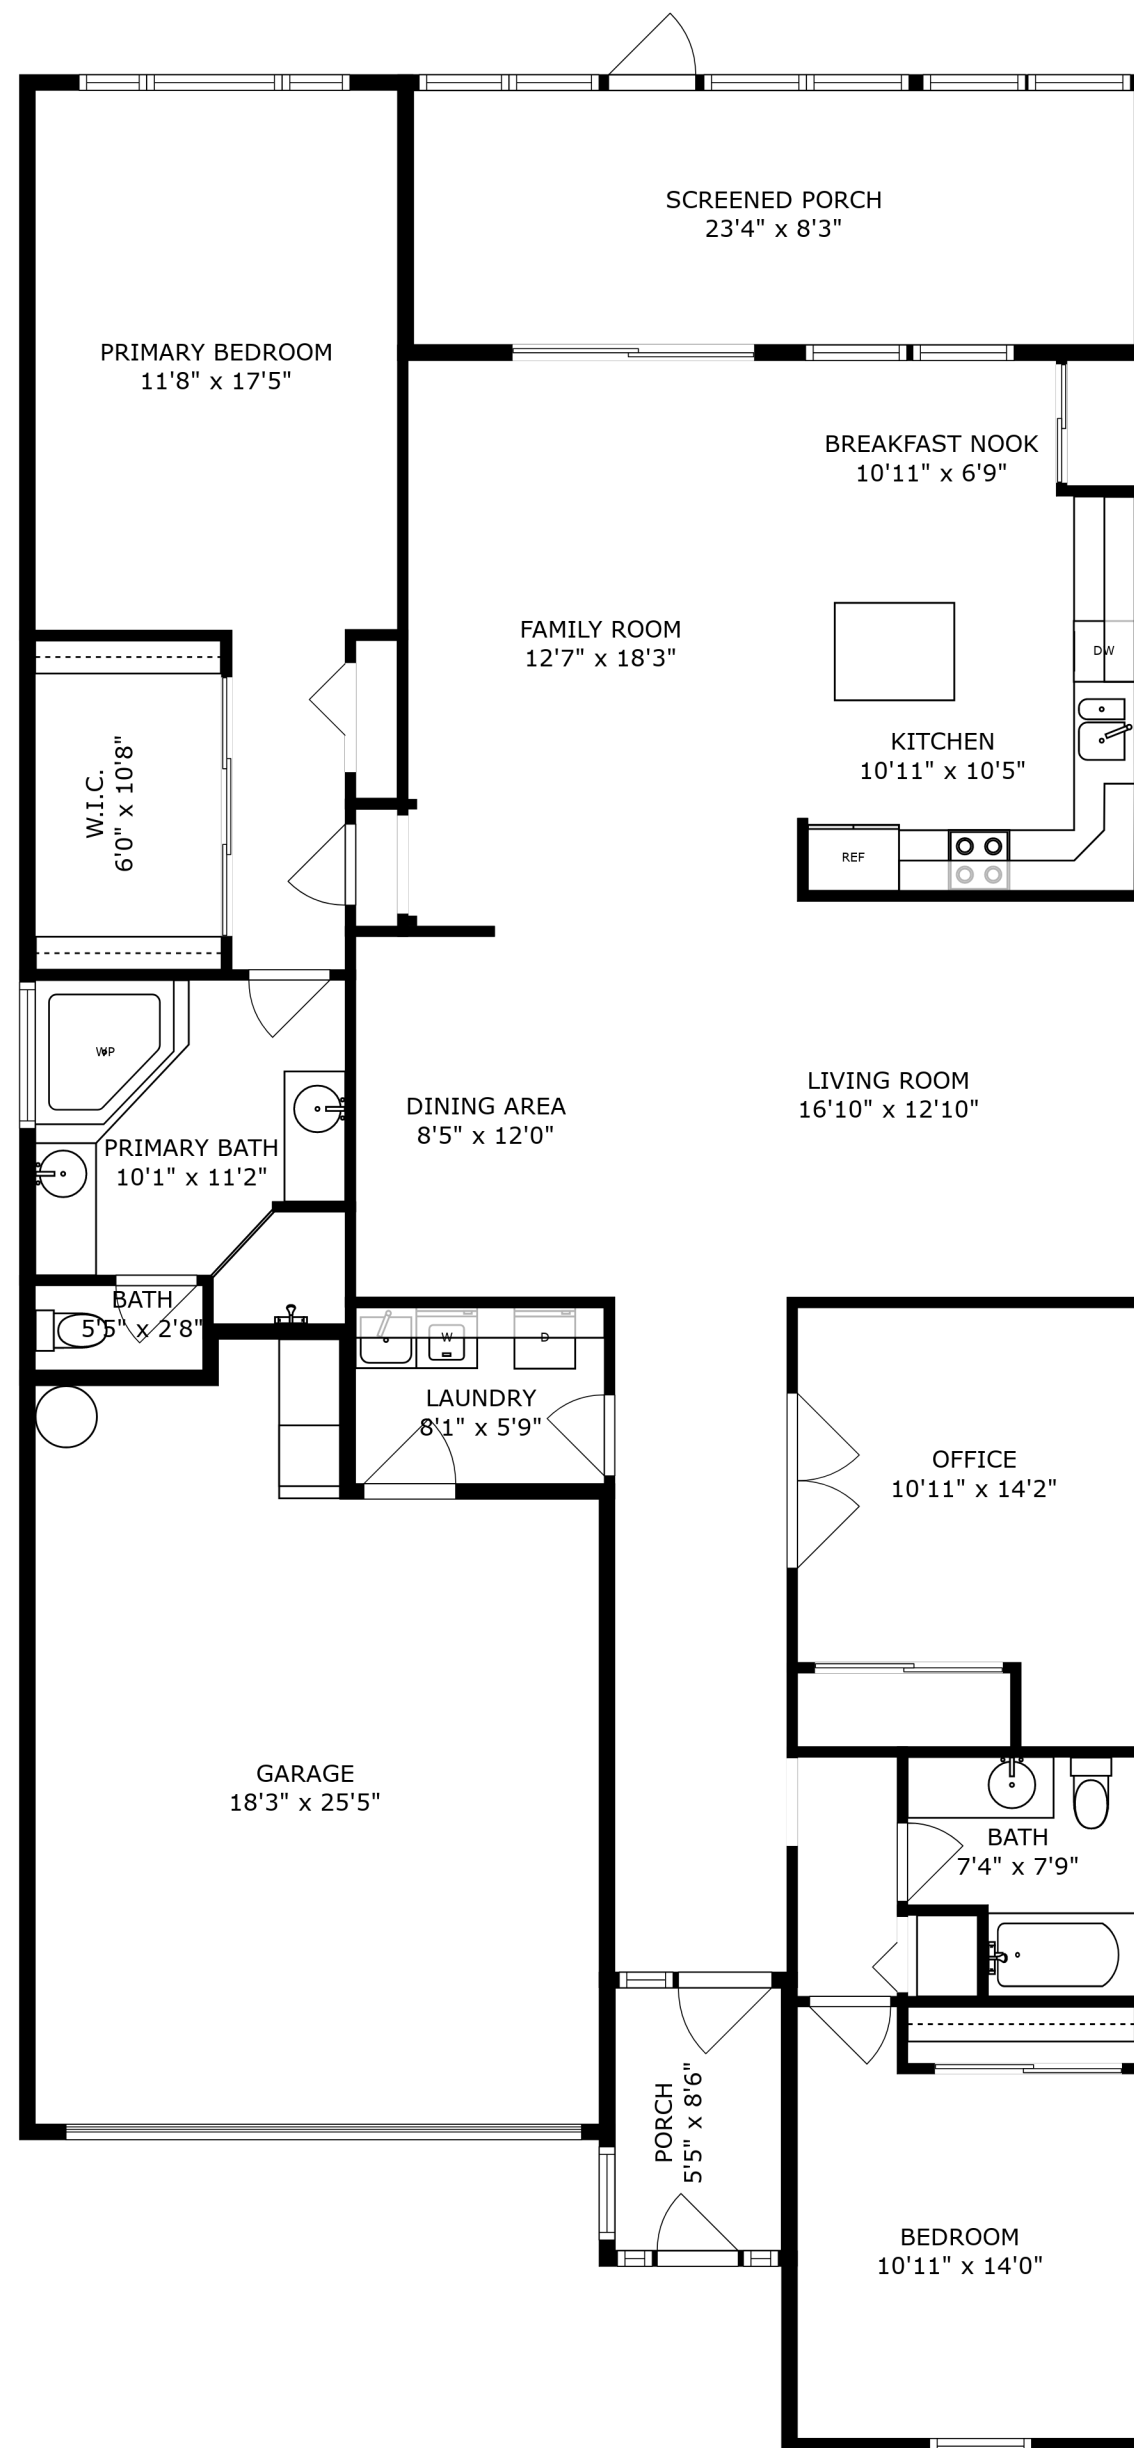 SCREENED PORCH
23'4" x 8'3"
PRIMARY BEDROOM
11'8" x 17'5"
BREAKFAST NOOK
10'11" x 6'9"
FAMILY ROOM
12'7" x 18'3"
DW
KITCHEN
10'11" x 10'5"
W.I.C.
6'0" x 10'8"
REF
WP
LIVING ROOM
16'10" x 12'10"
DINING AREA
8'5" x 12'0"
PRIMARY BATH
10'1" x 11'2"
BATH
5'5" x 2'8"
W
D
LAUNDRY
8'1" x 5'9"
OFFICE
10'11" x 14'2"
GARAGE
18'3" x 25'5"
BATH
7'4" x 7'9"
PORCH
5'5" x 8'6"
BEDROOM
10'11" x 14'0"